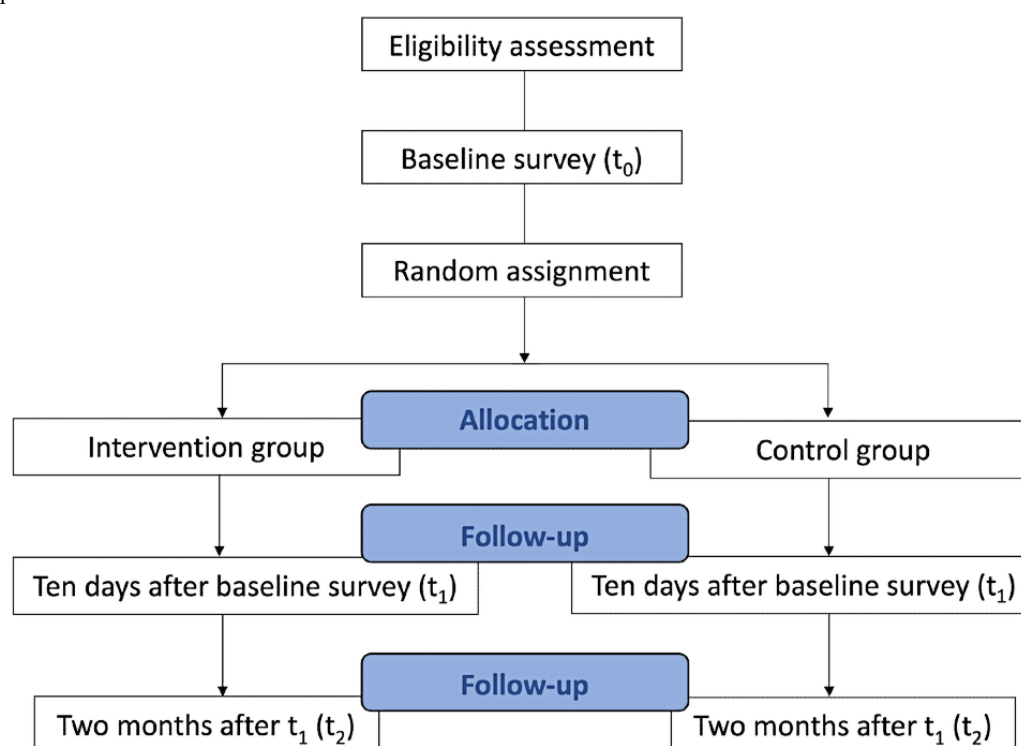 Eligibility assessment
Baseline survey (t₀)
Random assignment
Allocation
Intervention group
Control group
Follow-up
Ten days after baseline survey (t₁)
Ten days after baseline survey (t₁)
Follow-up
Two months after t₁ (t₂)
Two months after t₁ (t₂)